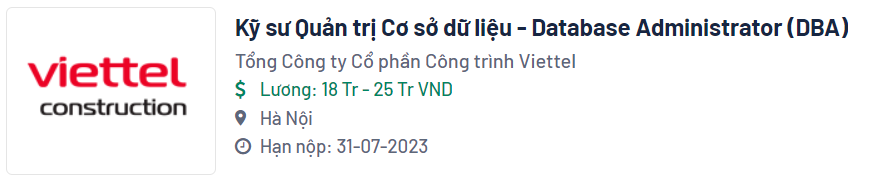 viettel
construction
Kỹ sư Quản trị Cơ sở dữ liệu - Database Administrator (DBA)
Tổng Công ty Cổ phần Công trình Viettel
$ Lương: 18 Tr - 25 Tr VND
Hà Nội
Hạn nộp: 31-07-2023